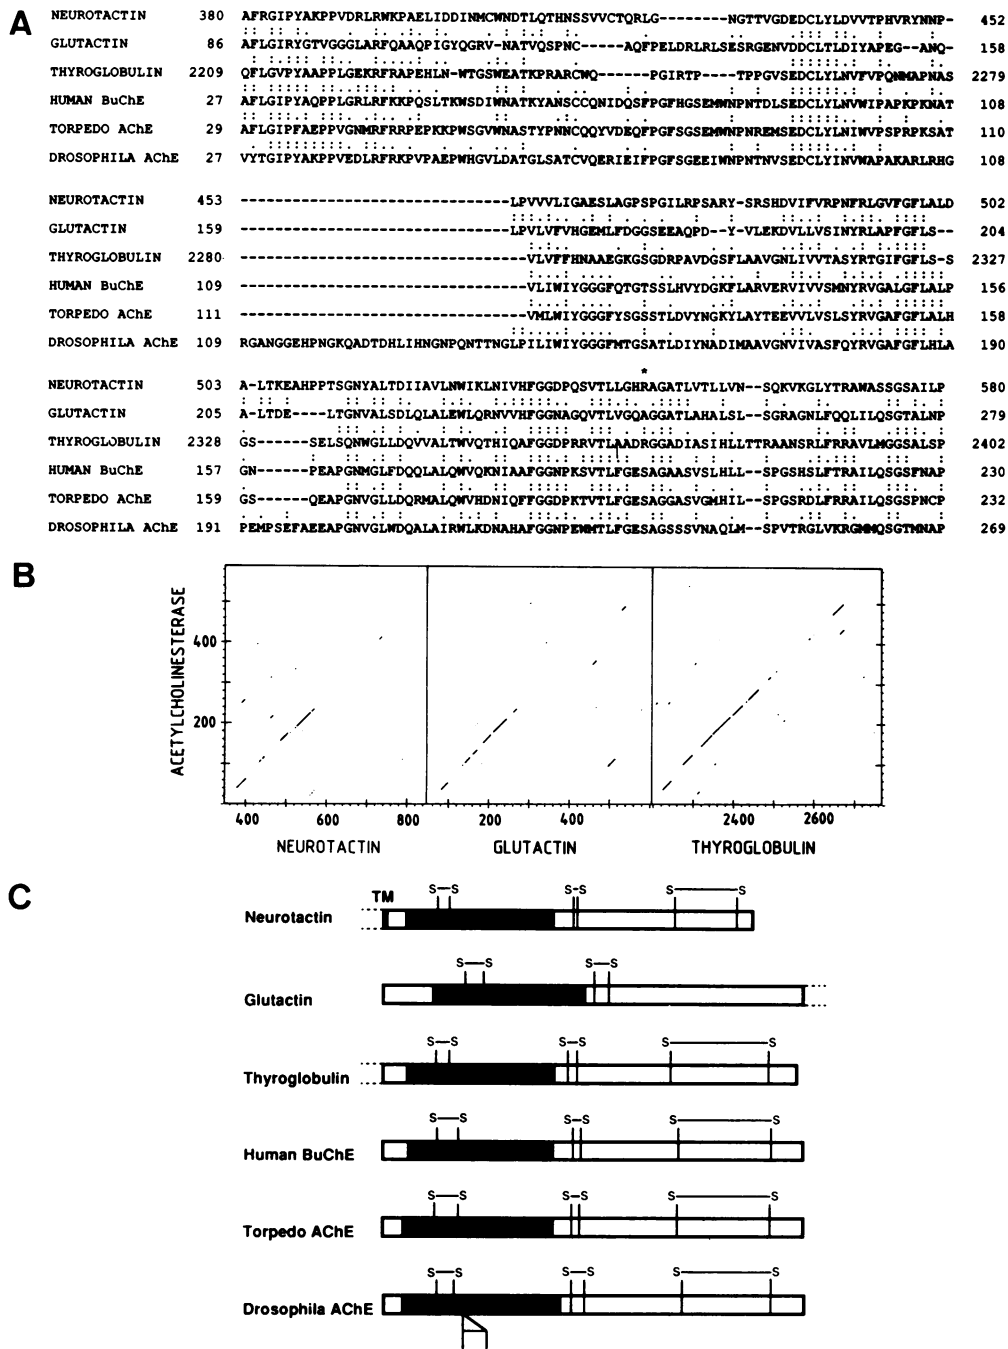 A
NEUROTACTIN 380 AFRGIPYAKPPVDRLRWKPAELIDDINMCWNDTLQTHNSSVVCTQRLG-------NGTTVGDEDCLYLDVVTPHVRYNNP- 452
GLUTACTIN 86 AFLGIRYGTVGGGLARFQAAQPIGYQGRV-NATVQSPNC-----AQFPELDRLRLSESRGENVDDCLTLDIYAPEG--ANQ- 158
THYROGLOBULIN 2209 QFLGVPYAAPPLGEKRFRAPEHLN-WTGSWEATKPRARCWQ------PGIRTP---TPPGVSEDCLYLNVFVPQNMAPNAS 2279
HUMAN BuChE 27 AFLGIPYAQPPLGRLRFKKPQSLTKWSDIWNATKYANSCCQNIDQSFPGFHGSEMWNPNTDLSEDCLYLNVWIPAPKPKNAT 108
TORPEDO AChE 29 AFLGIPFAEPPVGNMRFRRPEPKKPWSGVWNASTYPNNCQQYVDEQFPGFSGSEMWNPNREMSEDCLYLNIWVPSPRPKSAT 110
DROSOPHILA AChE 27 VYTGIPYAKPPVEDLRFRKPVPAEPWHGVLDATGLSATCVQERIEIFPGFSGEEIWNPNTNVSEDCLYINVWAPAKARLRHG 108
NEUROTACTIN 453 -------------------------------LPVVVLIGAESLAGPSPGILRPSARY-SRSHDVIFVRPNFRLGVFGFLALD 502
GLUTACTIN 159 -------------------------------LPVLVFVHGEMLFDGGSEEAQPD--Y-VLEKDVLLVSINYRLAPFGFLS-- 204
THYROGLOBULIN 2280 ---------------------------------VLVFFHNAAEGKGSGDRPAVDGSFLAAVGNLIVVTASYRTGIFGFLS-S 2327
HUMAN BuChE 109 ---------------------------------VLIWIYGGGFQTGTSSLHVYDGKFLARVERVIVVSMNYRVGALGFLALP 156
TORPEDO AChE 111 ---------------------------------VMLWIYGGGFYSGSSTLDVYNGKYLAYTEEVVLVSLSYRVGAFGFLALH 158
DROSOPHILA AChE 109 RGANGGEHPNGKQADTDHLIHNGNPQNTTNGLPILIWIYGGGFMTGSATLDIYNADIMAAVGNVIVASFQYRVGAFGFLHLA 190
*
NEUROTACTIN 503 A-LTKEAHPPTSGNYALTDIIAVLNWIKLNIVHFGGDPQSVTLLGHRAGATLVTLLVN--SQKVKGLYTRAWASSGSAILP 580
GLUTACTIN 205 A-LTDE----LTGNVALSDLQLALEWLQRNVVHFGGNAGQVTLVGQAGGATLAHALSL--SGRAGNLFQQLILQSGTALNP 279
THYROGLOBULIN 2328 GS------SELSQNWGLLDQVVALTWVQTHIQAFGGDPRRVTLAADRGGADIASIHLLTTRAANSRLFRRAVLMGGSALSP 2402
HUMAN BuChE 157 GN------PEAPGNMGLFDQQLALQWVQKNIAAFGGNPKSVTLFGESAGAASVSLHLL--SPGSHSLFTRAILQSGSFNAP 230
TORPEDO AChE 159 GS------QEAPGNVGLLDQRMALQWVHDNIQFFGGDPKTVTLFGESAGGASVGMHIL--SPGSRDLFRRAILQSGSPNCP 232
DROSOPHILA AChE 191 PEMPSEFAEEAPGNVGLWDQALAIRWLKDNAHAFGGNPEWMTLFGESAGSSSVNAQLM--SPVTRGLVKRGMMQSGTMNAP 269
B
ACETYLCHOLINESTERASE
400
200
400 600 800 200 400 2400 2600
NEUROTACTIN GLUTACTIN THYROGLOBULIN
C
TM S—S S—S S—S
Neurotactin
S—S S—S
Glutactin
S—S S—S S—S
Thyroglobulin
S—S S—S S—S
Human BuChE
S—S S—S S—S
Torpedo AChE
S—S S—S S—S
Drosophila AChE